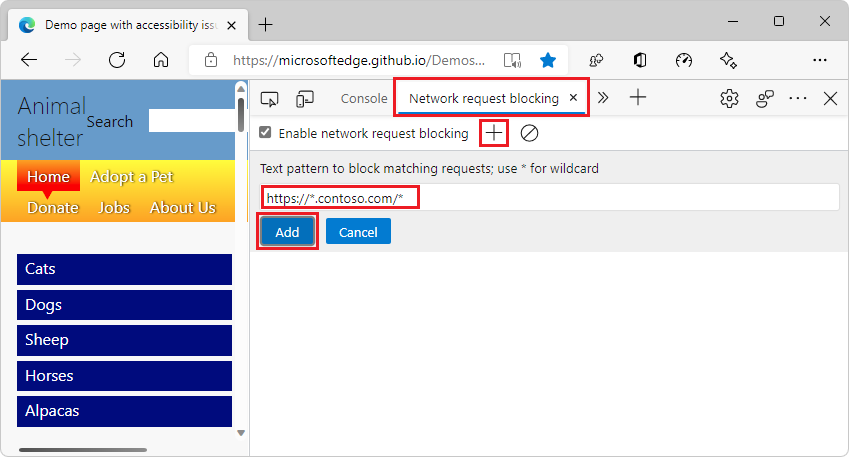 Demo page with accessibility issu
https://microsoftedge.github.io/Demos...
Console
Network request blocking
Enable network request blocking
Text pattern to block matching requests; use * for wildcard
https://*.contoso.com/*
Add
Cancel
Animal
shelter
Search
Home
Adopt a Pet
Donate
Jobs
About Us
Cats
Dogs
Sheep
Horses
Alpacas